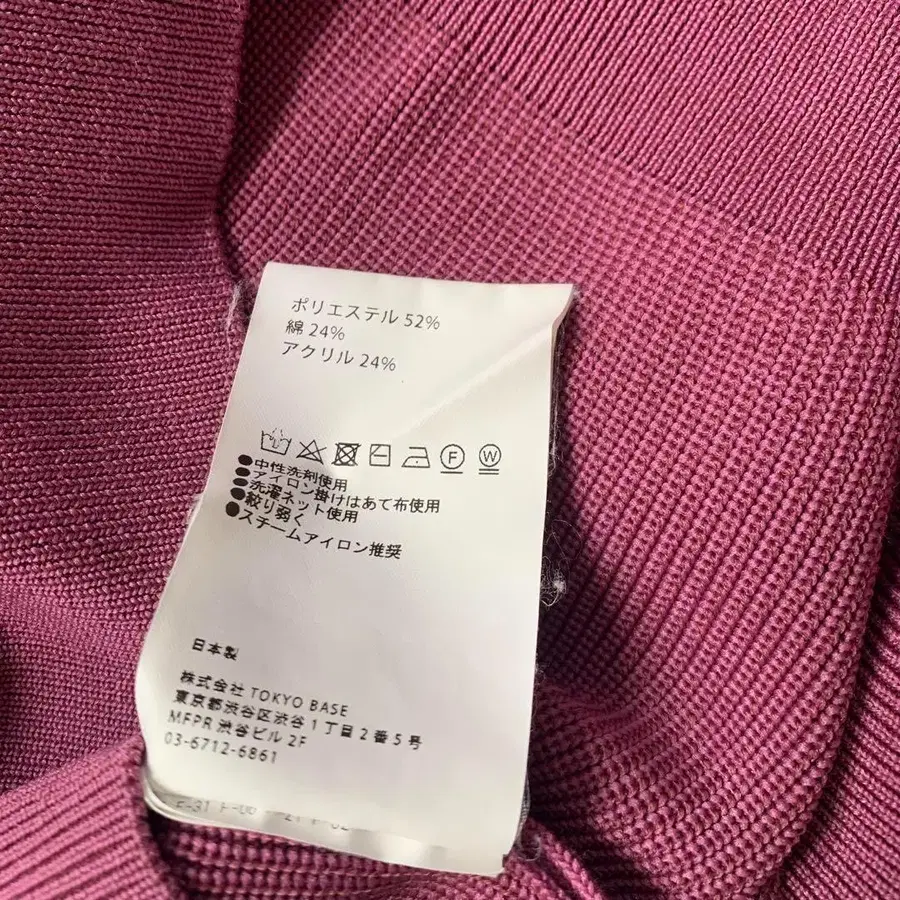 ポリエステル 52%
綿 24%
アクリル 24%
F W
●中性洗剤使用
●アイロン掛けはあて布使用
●洗濯ネット使用
●絞り弱く
●スチームアイロン推奨
日本製
株式会社 TOKYO BASE
東京都渋谷区渋谷1丁目2番5号
MFPR 渋谷ビル 2F
03-6712-6861